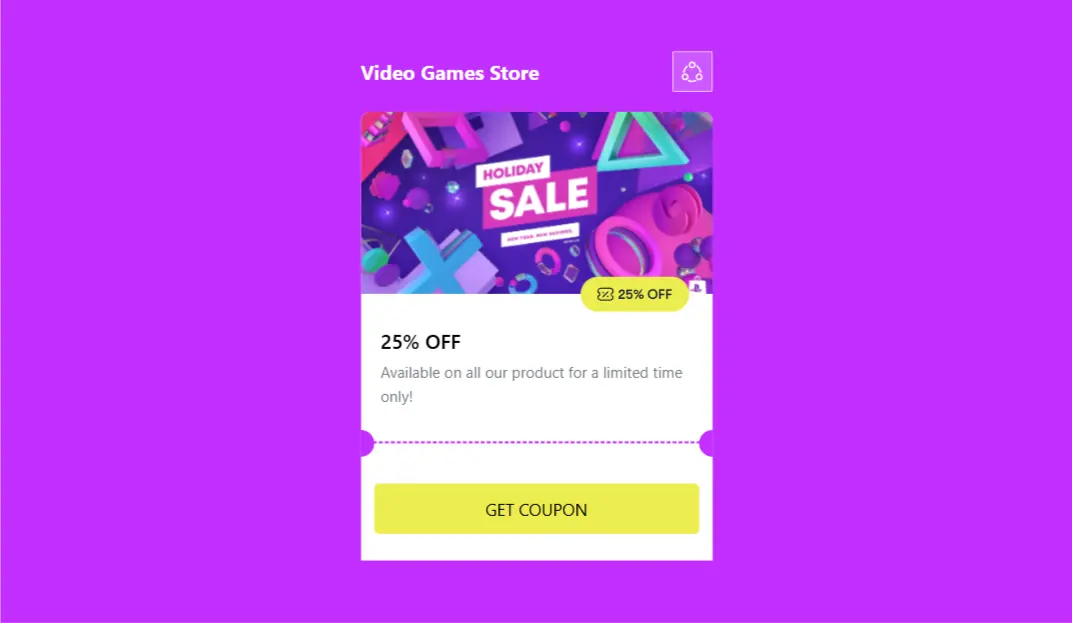 Video Games Store
HOLIDAY
SALE
25% OFF
25% OFF
Available on all our product for a limited time
only!
GET COUPON